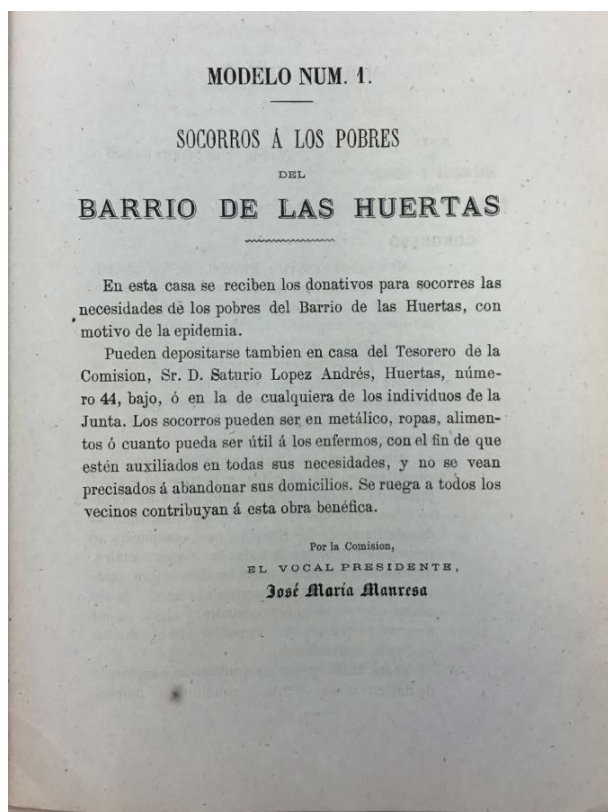 MODELO NUM. 1.
SOCORROS Á LOS POBRES
DEL
BARRIO DE LAS HUERTAS
En esta casa se reciben los donativos para socorres las
necesidades de los pobres del Barrio de las Huertas, con
motivo de la epidemia.
Pueden depositarse tambien en casa del Tesorero de la
Comision, Sr. D. Saturio Lopez Andrés, Huertas, núme-
ro 44, bajo, ó en la de cualquiera de los individuos de la
Junta. Los socorros pueden ser en metálico, ropas, alimen-
tos ó cuanto pueda ser útil á los enfermos, con el fin de que
estén auxiliados en todas sus necesidades, y no se vean
precisados á abandonar sus domicilios. Se ruega a todos los
vecinos contribuyan á esta obra benéfica.
Por la Comision,
EL VOCAL PRESIDENTE,
José María Manresa